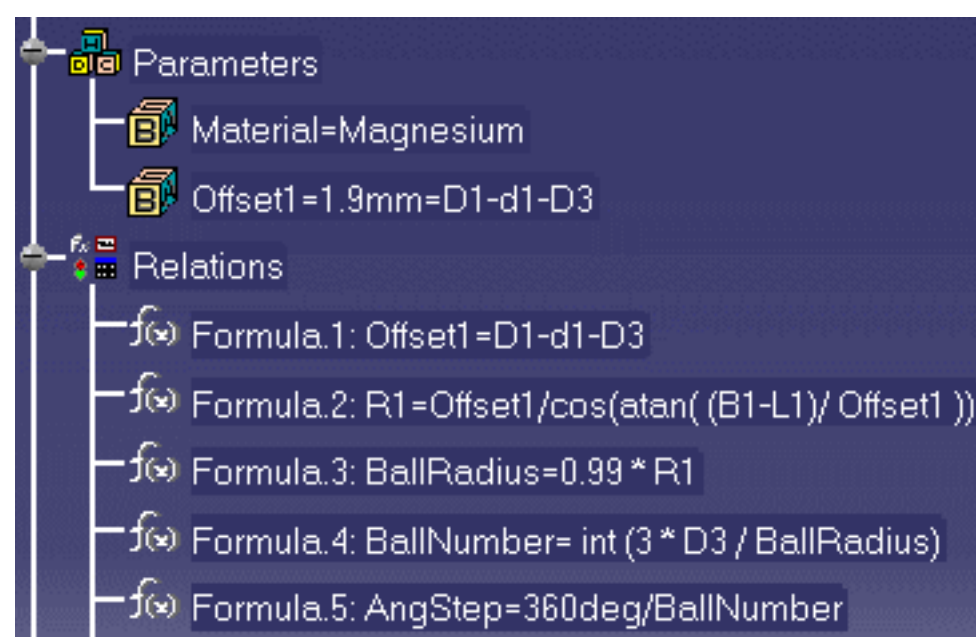 Parameters
Material=Magnesium
Offset1=1.9mm=D1-d1-D3
Relations
Formula.1: Offset1=D1-d1-D3
Formula.2: R1=Offset1/cos(atan( (B1-L1)/ Offset1 ))
Formula.3: BallRadius=0.99 * R1
Formula.4: BallNumber= int (3 * D3 / BallRadius)
Formula.5: AngStep=360deg/BallNumber